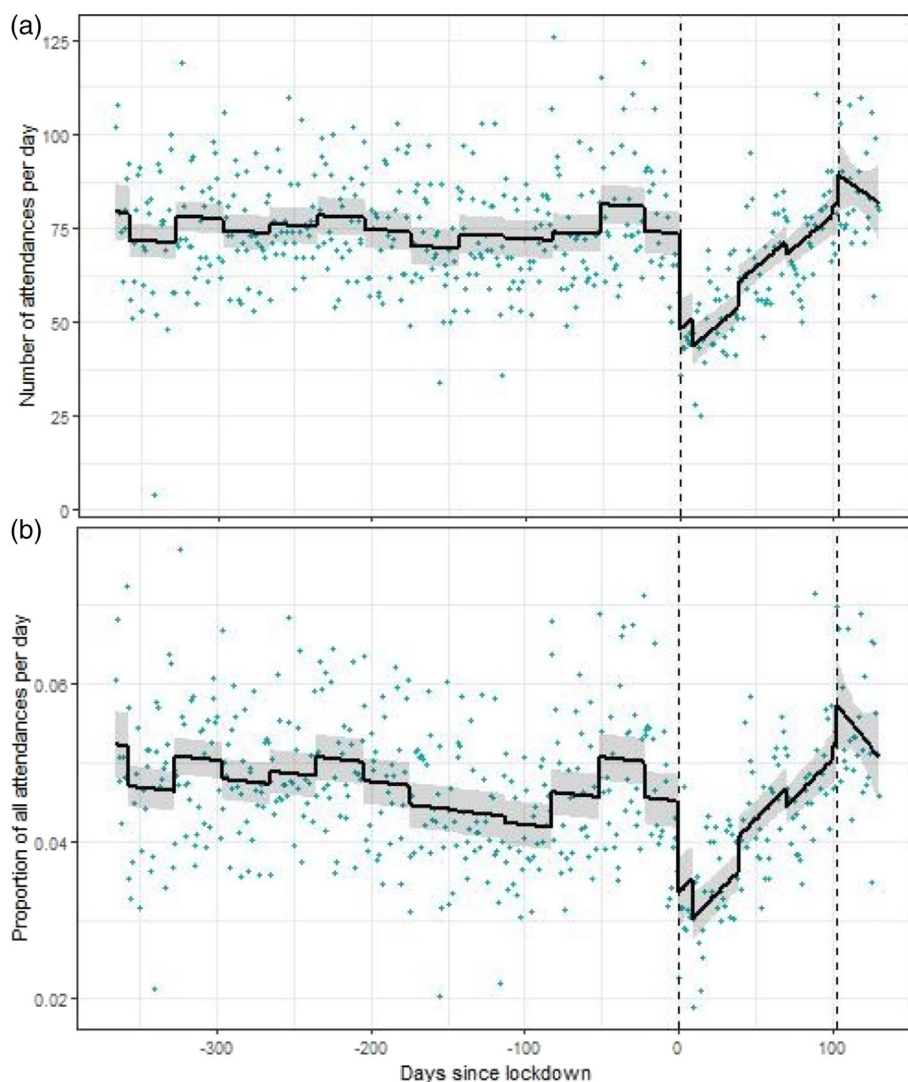 (a)
Number of attendances per day
125
100
75
50
25
0
(b)
Proportion of all attendances per day
0.06
0.04
0.02
-300
-200
-100
0
100
Days since lockdown